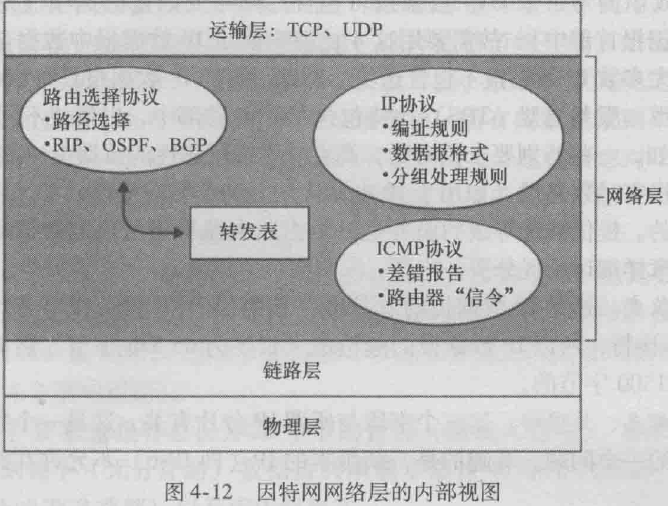 运输层：TCP、UDP
路由选择协议
•路径选择
•RIP、OSPF、BGP
IP协议
•编址规则
•数据报格式
•分组处理规则
网络层
转发表
ICMP协议
•差错报告
•路由器“信令”
链路层
物理层
图 4-12 因特网网络层的内部视图